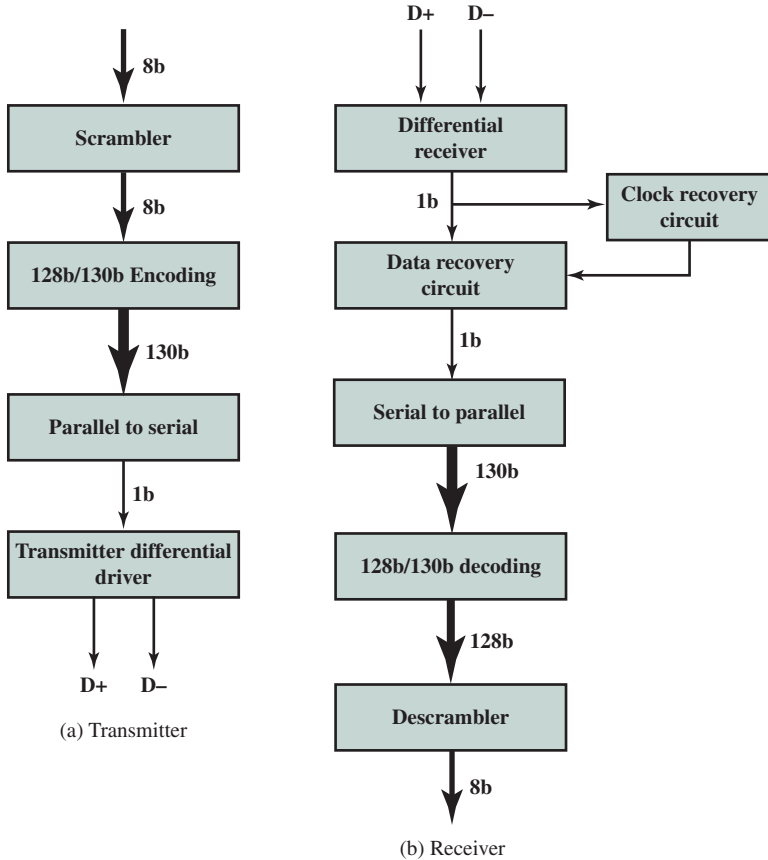 8b
Scrambler
8b
128b/130b Encoding
130b
Parallel to serial
1b
Transmitter differential
driver
D+ D−
(a) Transmitter
D+ D−
Differential
receiver
1b
Clock recovery
circuit
Data recovery
circuit
1b
Serial to parallel
130b
128b/130b decoding
128b
Descrambler
8b
(b) Receiver